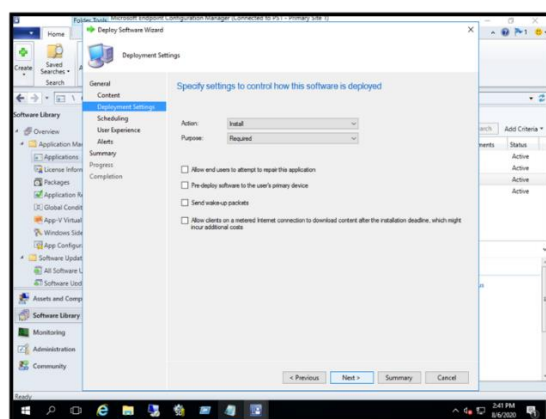 Folder Tools
Microsoft Endpoint Configuration Manager (Connected to PS1 - Primary Site 1)
Home
Deploy Software Wizard
Deployment Settings
Create
Saved
Searches
Search
General
Content
Deployment Settings
Scheduling
User Experience
Alerts
Summary
Progress
Completion
Specify settings to control how this software is deployed
Action:
Install
Purpose:
Required
Allow end users to attempt to repair this application
Pre-deploy software to the user's primary device
Send wake-up packets
Allow clients on a metered Internet connection to download content after the installation deadline, which might
incur additional costs
Software Library
Overview
Application
Applications
License Inform
Packages
Application
Global Condit
App-V Virtual
Windows Side
App Configur
Software Updat
All Software U
Software Upd
Assets and Comp
Software Library
Monitoring
Administration
Community
Add Criteria
Status
Active
Active
Active
Active
< Previous
Next >
Summary
Cancel
Ready
2:41 PM
8/6/2020